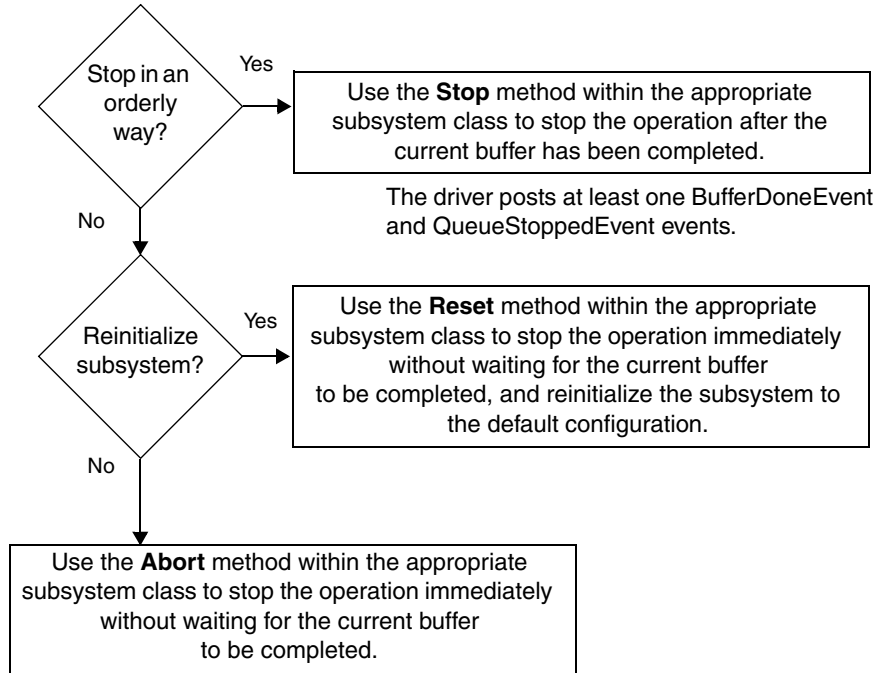 Stop in an
orderly
way?
Yes
Use the Stop method within the appropriate
subsystem class to stop the operation after the
current buffer has been completed.
The driver posts at least one BufferDoneEvent
and QueueStoppedEvent events.
No
Reinitialize
subsystem?
Yes
Use the Reset method within the appropriate
subsystem class to stop the operation immediately
without waiting for the current buffer
to be completed, and reinitialize the subsystem to
the default configuration.
No
Use the Abort method within the appropriate
subsystem class to stop the operation immediately
without waiting for the current buffer
to be completed.